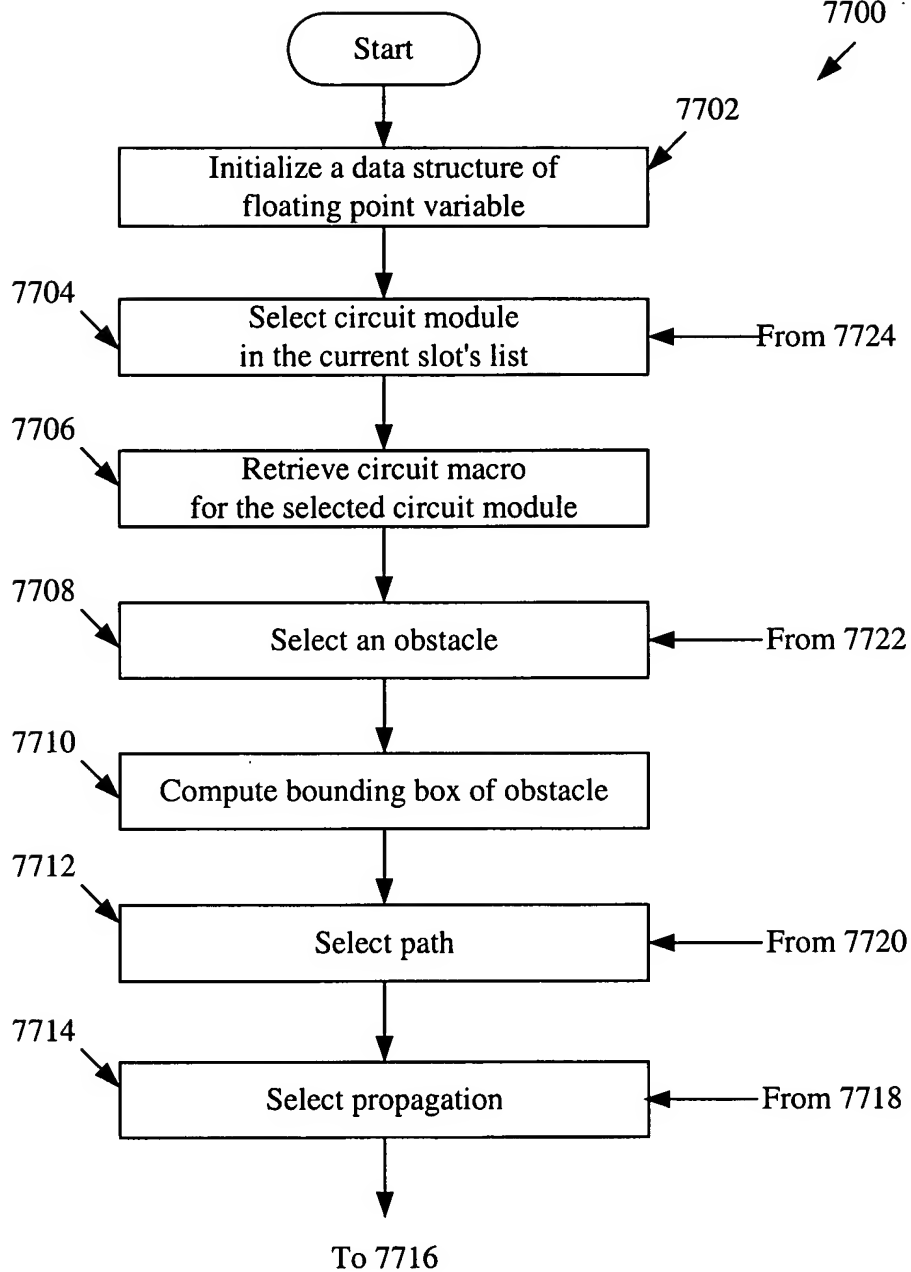 7700
Start
7702
Initialize a data structure of
floating point variable
7704
Select circuit module
in the current slot's list
From 7724
7706
Retrieve circuit macro
for the selected circuit module
7708
Select an obstacle
From 7722
7710
Compute bounding box of obstacle
7712
Select path
From 7720
7714
Select propagation
From 7718
To 7716